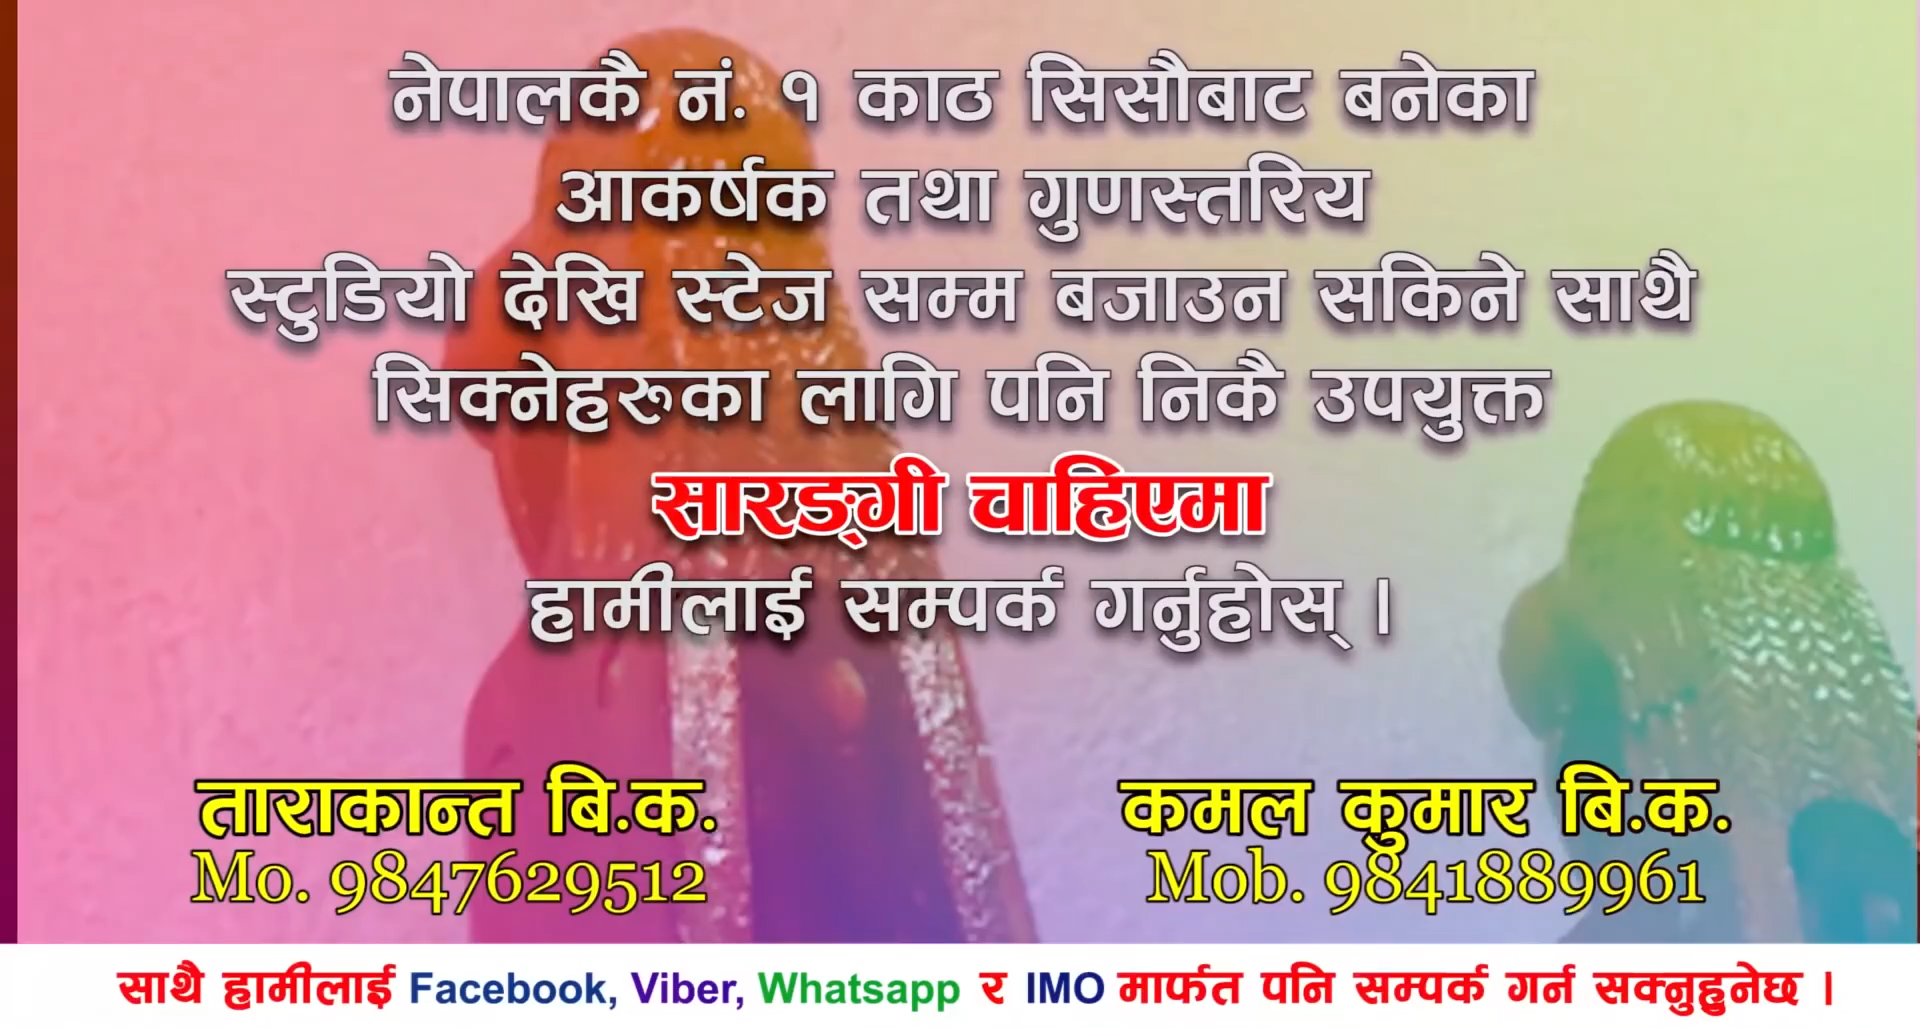 नेपालकै नं. १ काठ सिसौबाट बनेका
आकर्षक तथा गुणस्तरिय
स्टुडियो देखि स्टेज सम्म बजाउन सकिने साथै
सिक्नेहरुका लागि पनि निकै उपयुक्त
सारङ्गी चाहिएमा
हामीलाई सम्पर्क गर्नुहोस् ।
ताराकान्त बि.क.
Mo. 9847629512
कमल कुमार बि.क.
Mob. 9841889961
साथै हामीलाई Facebook, Viber, Whatsapp र IMO मार्फत पनि सम्पर्क गर्न सक्नुहुनेछ ।